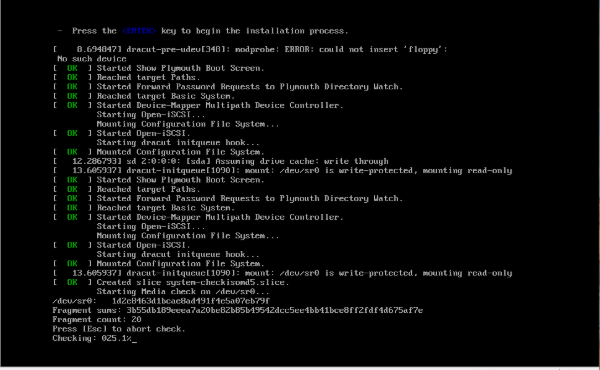 - Press the <ENTER> key to begin the installation process.
[    0.694847] dracut-pre-udev[340]: modprobe: ERROR: could not insert 'floppy':
No such device
[  OK  ] Started Show Plymouth Boot Screen.
[  OK  ] Reached target Paths.
[  OK  ] Started Forward Password Requests to Plymouth Directory Watch.
[  OK  ] Reached target Basic System.
[  OK  ] Started Device-Mapper Multipath Device Controller.
Starting Open-iSCSI...
Mounting Configuration File System...
[  OK  ] Started Open-iSCSI.
Starting dracut initqueue hook...
[  OK  ] Mounted Configuration File System.
[   12.286793] sd 2:0:0:0: [sda] Assuming drive cache: write through
[   13.605937] dracut-initqueue[1090]: mount: /dev/sr0 is write-protected, mounting read-only
[  OK  ] Started Show Plymouth Boot Screen.
[  OK  ] Reached target Paths.
[  OK  ] Started Forward Password Requests to Plymouth Directory Watch.
[  OK  ] Reached target Basic System.
[  OK  ] Started Device-Mapper Multipath Device Controller.
Starting Open-iSCSI...
Mounting Configuration File System...
[  OK  ] Started Open-iSCSI.
Starting dracut initqueue hook...
[  OK  ] Mounted Configuration File System.
[   13.605937] dracut-initqueue[1090]: mount: /dev/sr0 is write-protected, mounting read-only
[  OK  ] Created slice system-checkisomd5.slice.
Starting Media check on /dev/sr0...
/dev/sr0:   1d2c8463d1bcae8ad491f4c5a07eb79f
Fragment sums: 3b55db189eeea7a20be82b85b49542dcc5ee4bb41bce8ff2fdf4d675af7e
Fragment count: 20
Press [Esc] to abort check.
Checking: 025.1%_